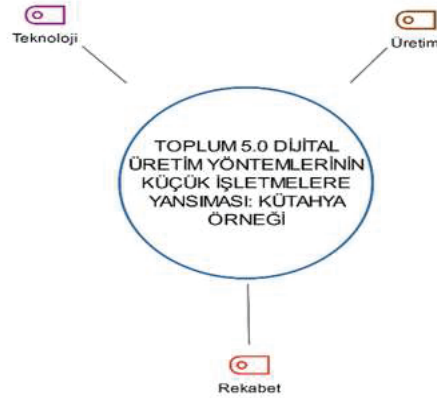 Teknoloji
Üretim
TOPLUM 5.0 DİJİTAL
ÜRETİM YÖNTEMLERİNİN
KÜÇÜK İŞLETMELERE
YANSIMASI: KÜTAHYA
ÖRNEĞİ
Rekabet